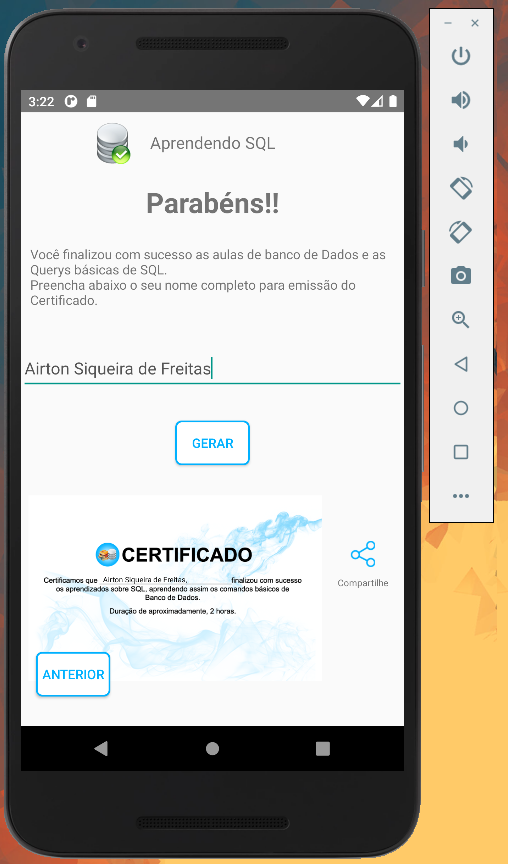 3:22
Aprendendo SQL
Parabéns!!
Você finalizou com sucesso as aulas de banco de Dados e as
Querys básicas de SQL.
Preencha abaixo o seu nome completo para emissão do
Certificado.
Airton Siqueira de Freitas
GERAR
CERTIFICADO
Certificamos que Airton Siqueira de Freitas, finalizou com sucesso
os aprendizados sobre SQL, aprendendo assim os comandos básicos de
Banco de Dados.
Duração de aproximadamente, 2 horas.
Compartilhe
ANTERIOR